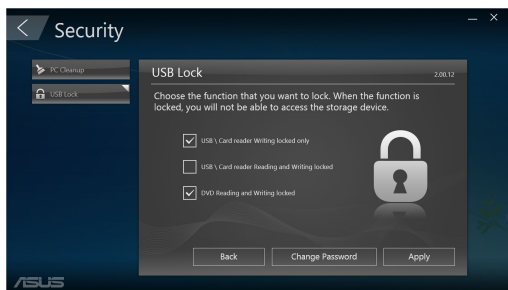 Security
PC Cleanup
USB Lock
USB Lock
2.00.12
Choose the function that you want to lock. When the function is
locked, you will not be able to access the storage device.
USB \ Card reader Writing locked only
USB \ Card reader Reading and Writing locked
DVD Reading and Writing locked
Back
Change Password
Apply
ASUS